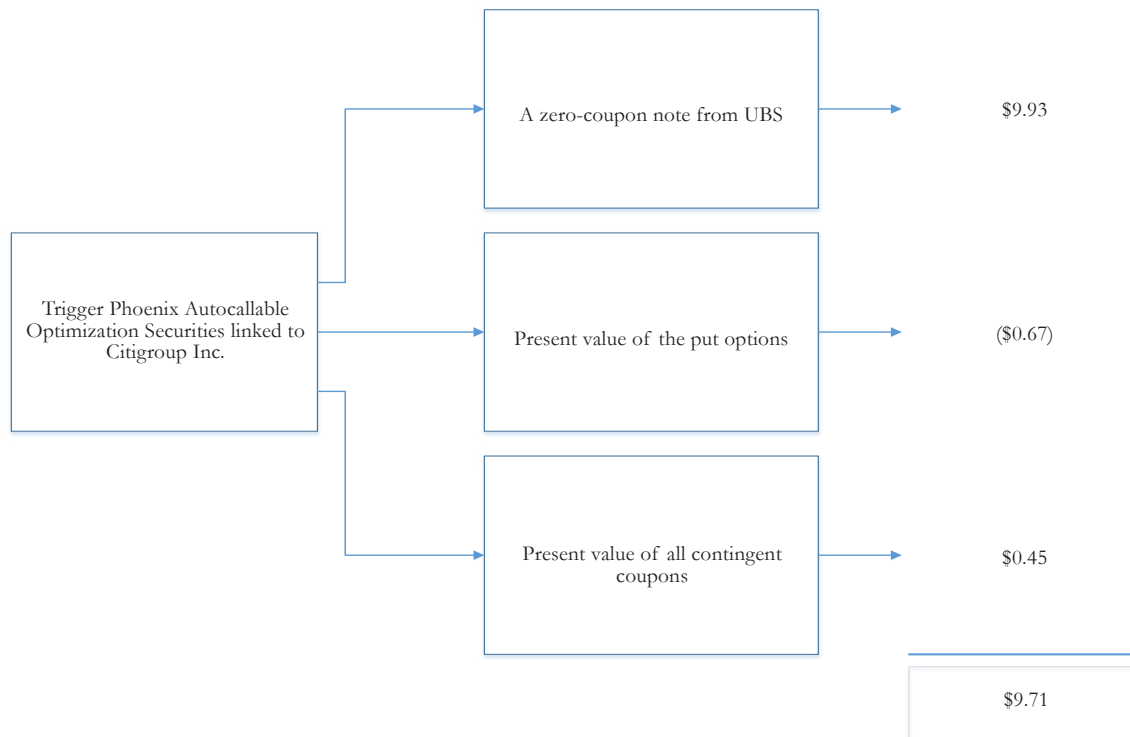 A zero-coupon note from UBS
$9.93
Trigger Phoenix Autocallable
Optimization Securities linked to
Citigroup Inc.
Present value of the put options
($0.67)
Present value of all contingent
coupons
$0.45
$9.71